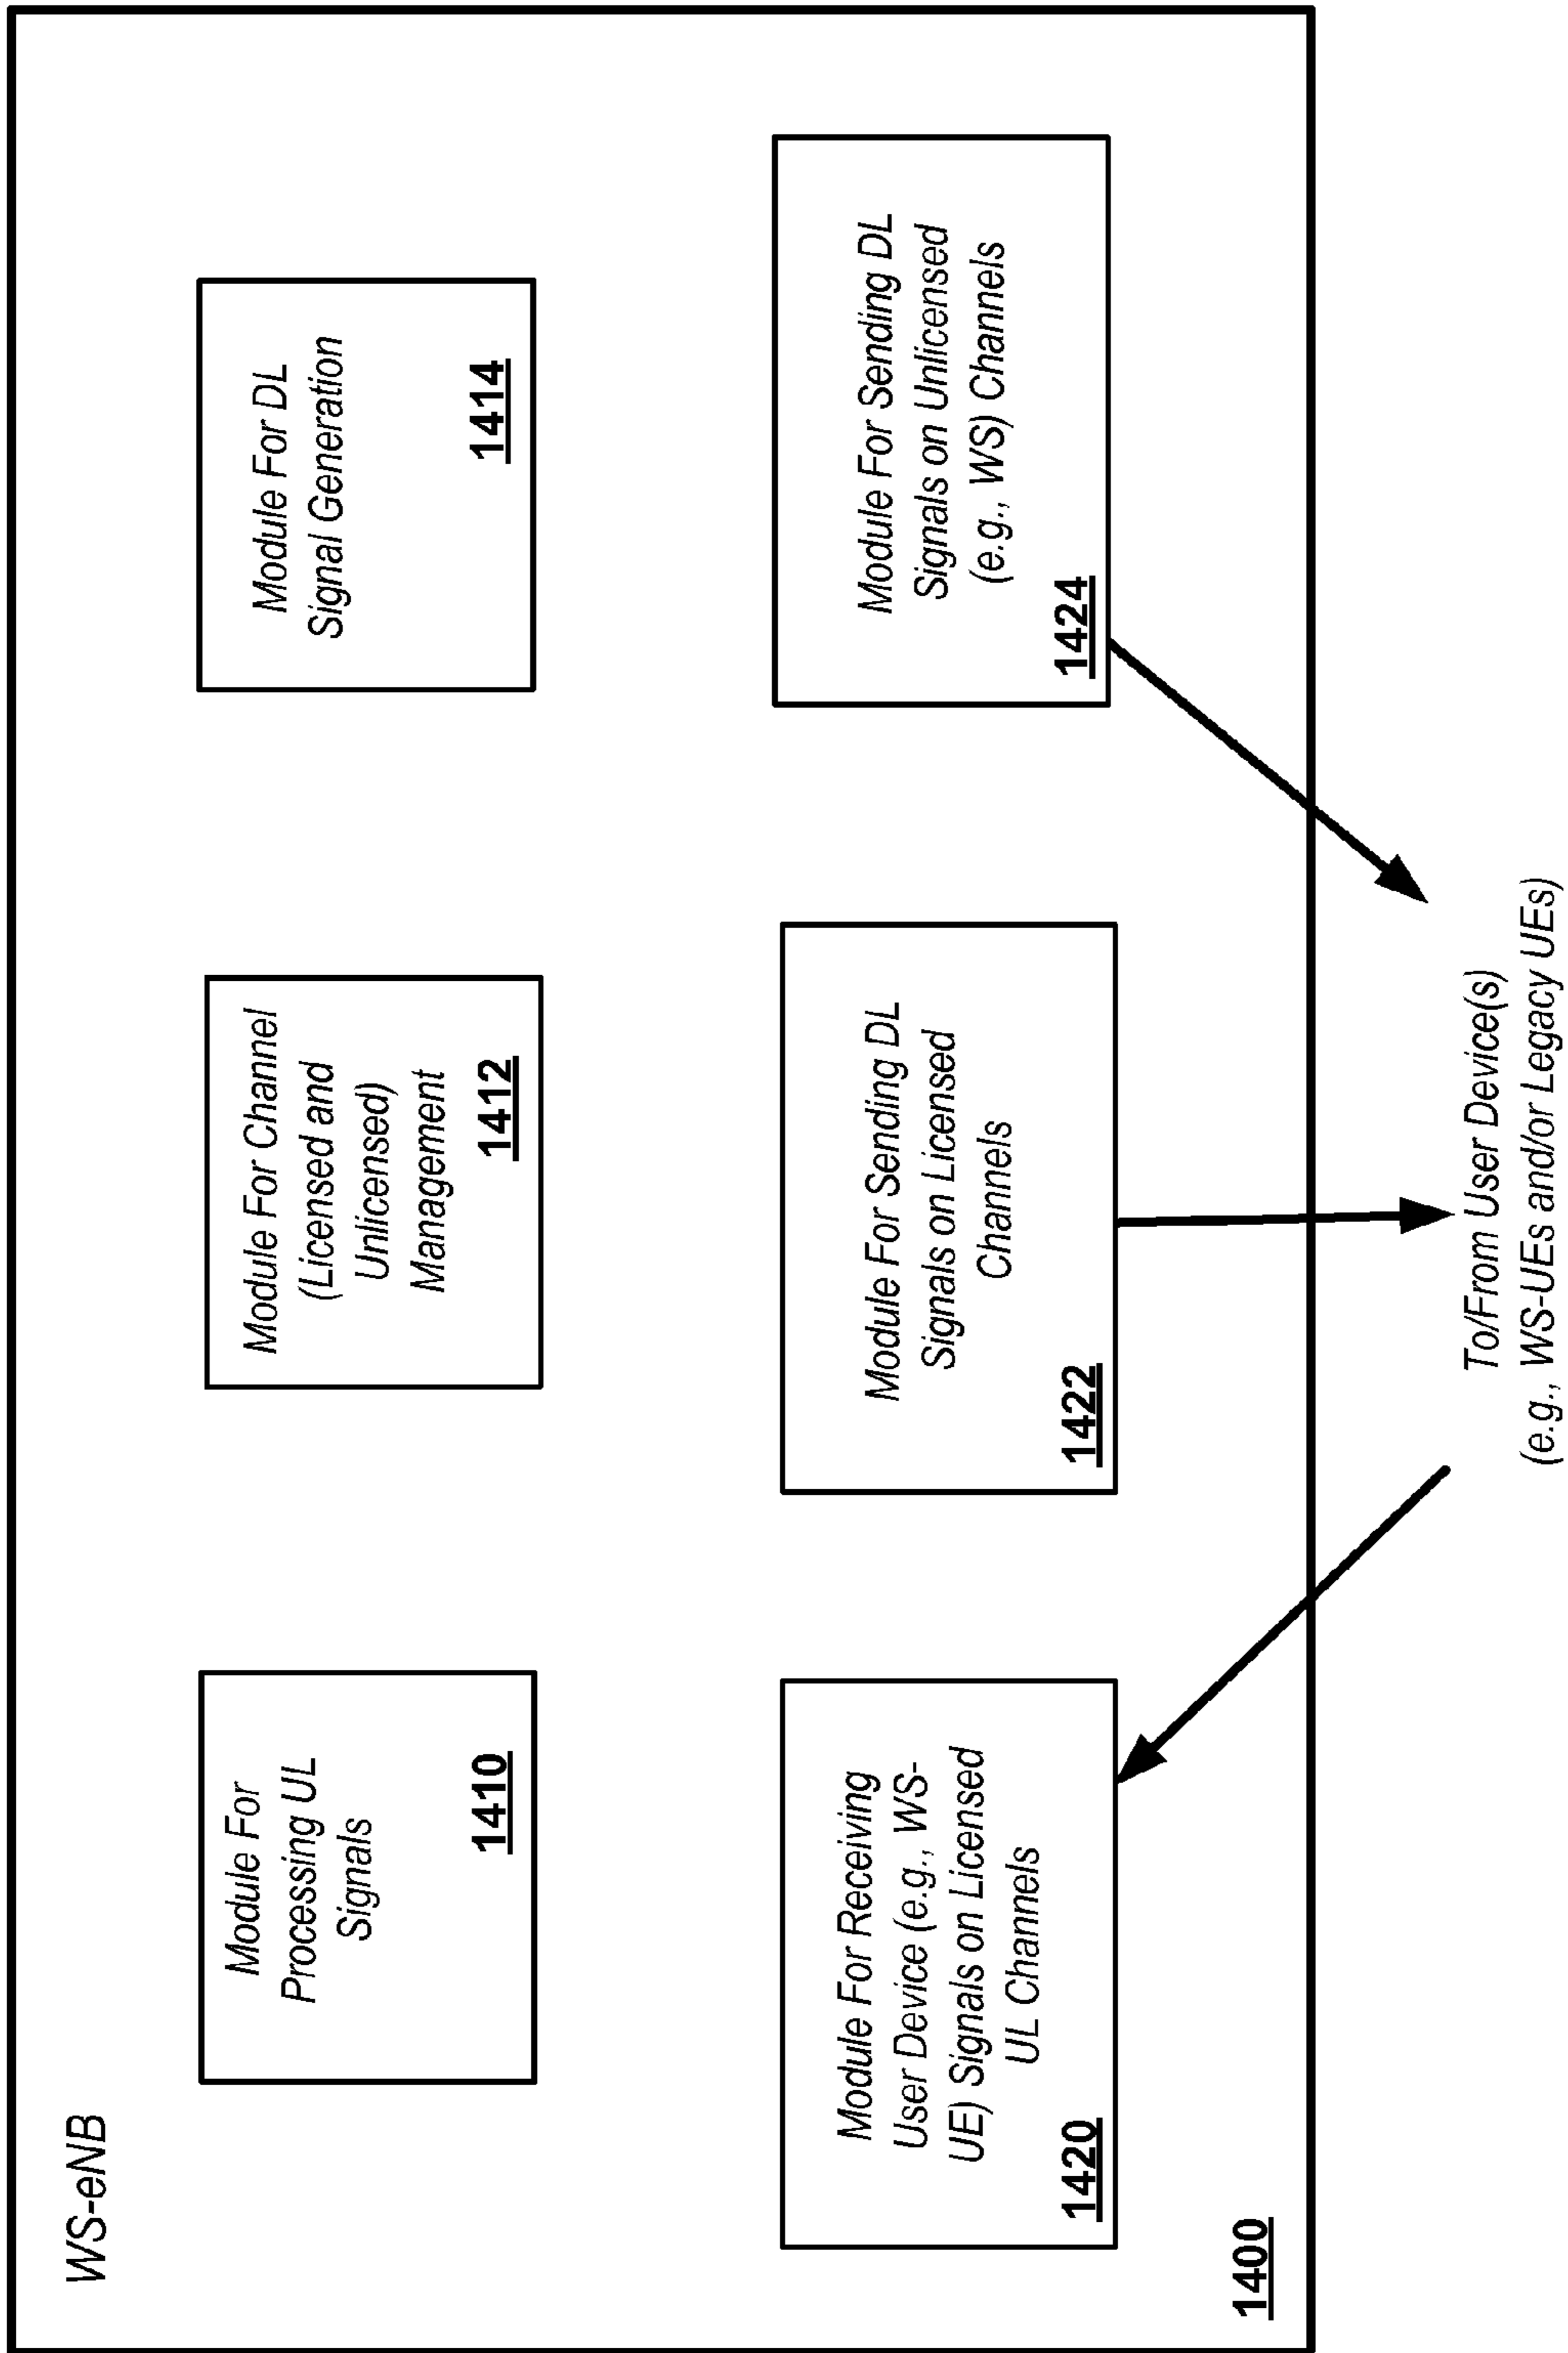 WS-eNB
Module For
Processing UL
Signals
1410
Module For Channel
(Licensed and
Unlicensed)
Management
1412
Module For DL
Signal Generation
1414
Module For Receiving
User Device (e.g., WS-
UE) Signals on Licensed
UL Channels
1420
Module For Sending DL
Signals on Licensed
Channels
1422
Module For Sending DL
Signals on Unlicensed
(e.g., WS) Channels
1424
1400
To/From User Device(s)
(e.g., WS-UEs and/or Legacy UEs)